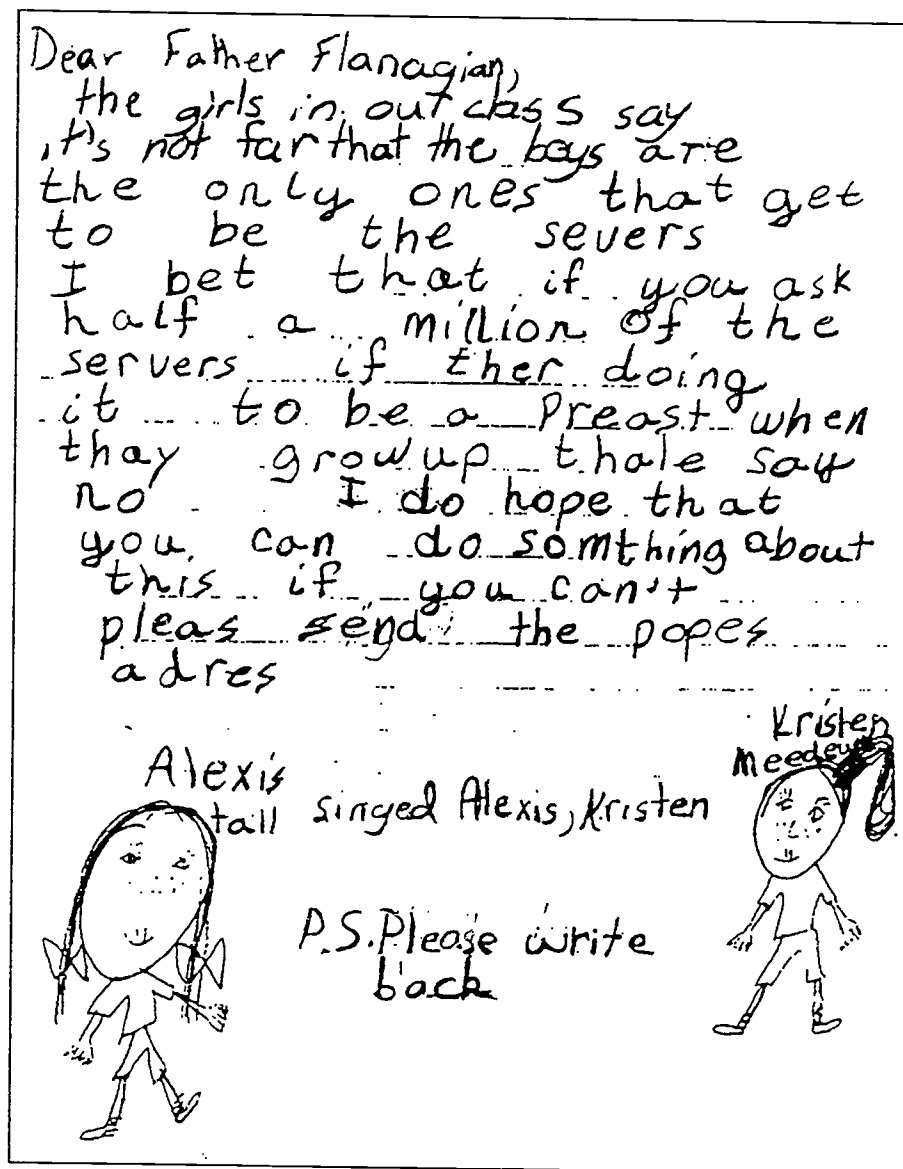 Dear Father Flanagian,
the girls in out class say
it's not far that the boys are
the only ones that get
to be the severs
I bet that if you ask
half a million of the
servers if ther doing
it to be a Preast when
thay grow up thale say
no I do hope that
you can do somthing about
this if you can't
pleas send the popes
adres
Kristen
Meedeum
Alexis
tall singed Alexis, Kristen
P.S. Please write
back